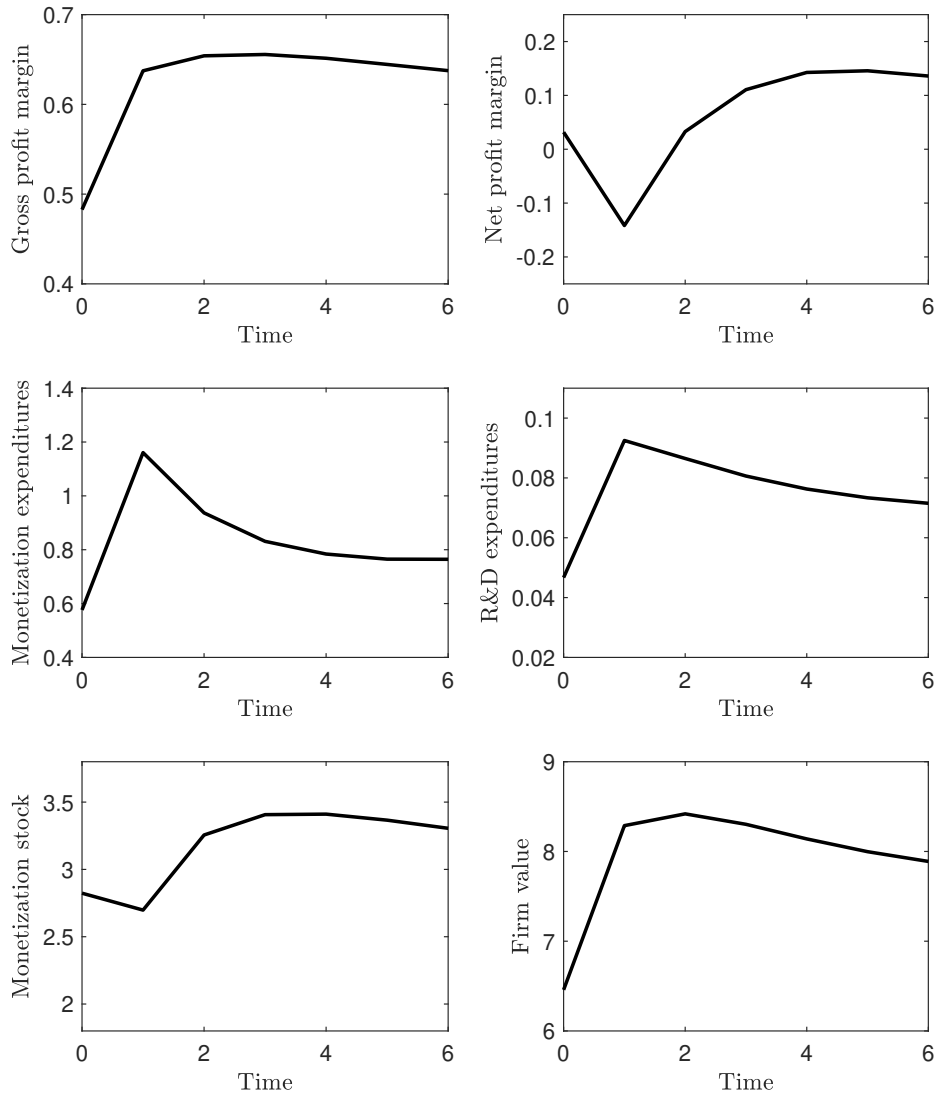 Gross profit margin
0.7
0.6
0.5
0.4
0 2 4 6
Time
Net profit margin
0.2
0.1
0
-0.1
-0.2
0 2 4 6
Time
Monetization expenditures
1.4
1.2
1
0.8
0.6
0.4
0 2 4 6
Time
R&D expenditures
0.1
0.08
0.06
0.04
0.02
0 2 4 6
Time
Monetization stock
3.5
3
2.5
2
0 2 4 6
Time
Firm value
9
8
7
6
0 2 4 6
Time